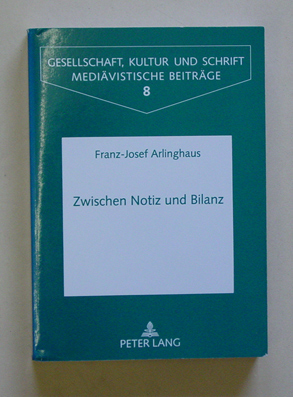 GESELLSCHAFT, KULTUR UND SCHRIFT
MEDIÄVISTISCHE BEITRÄGE
8
Franz-Josef Arlinghaus
Zwischen Notiz und Bilanz
PETER LANG